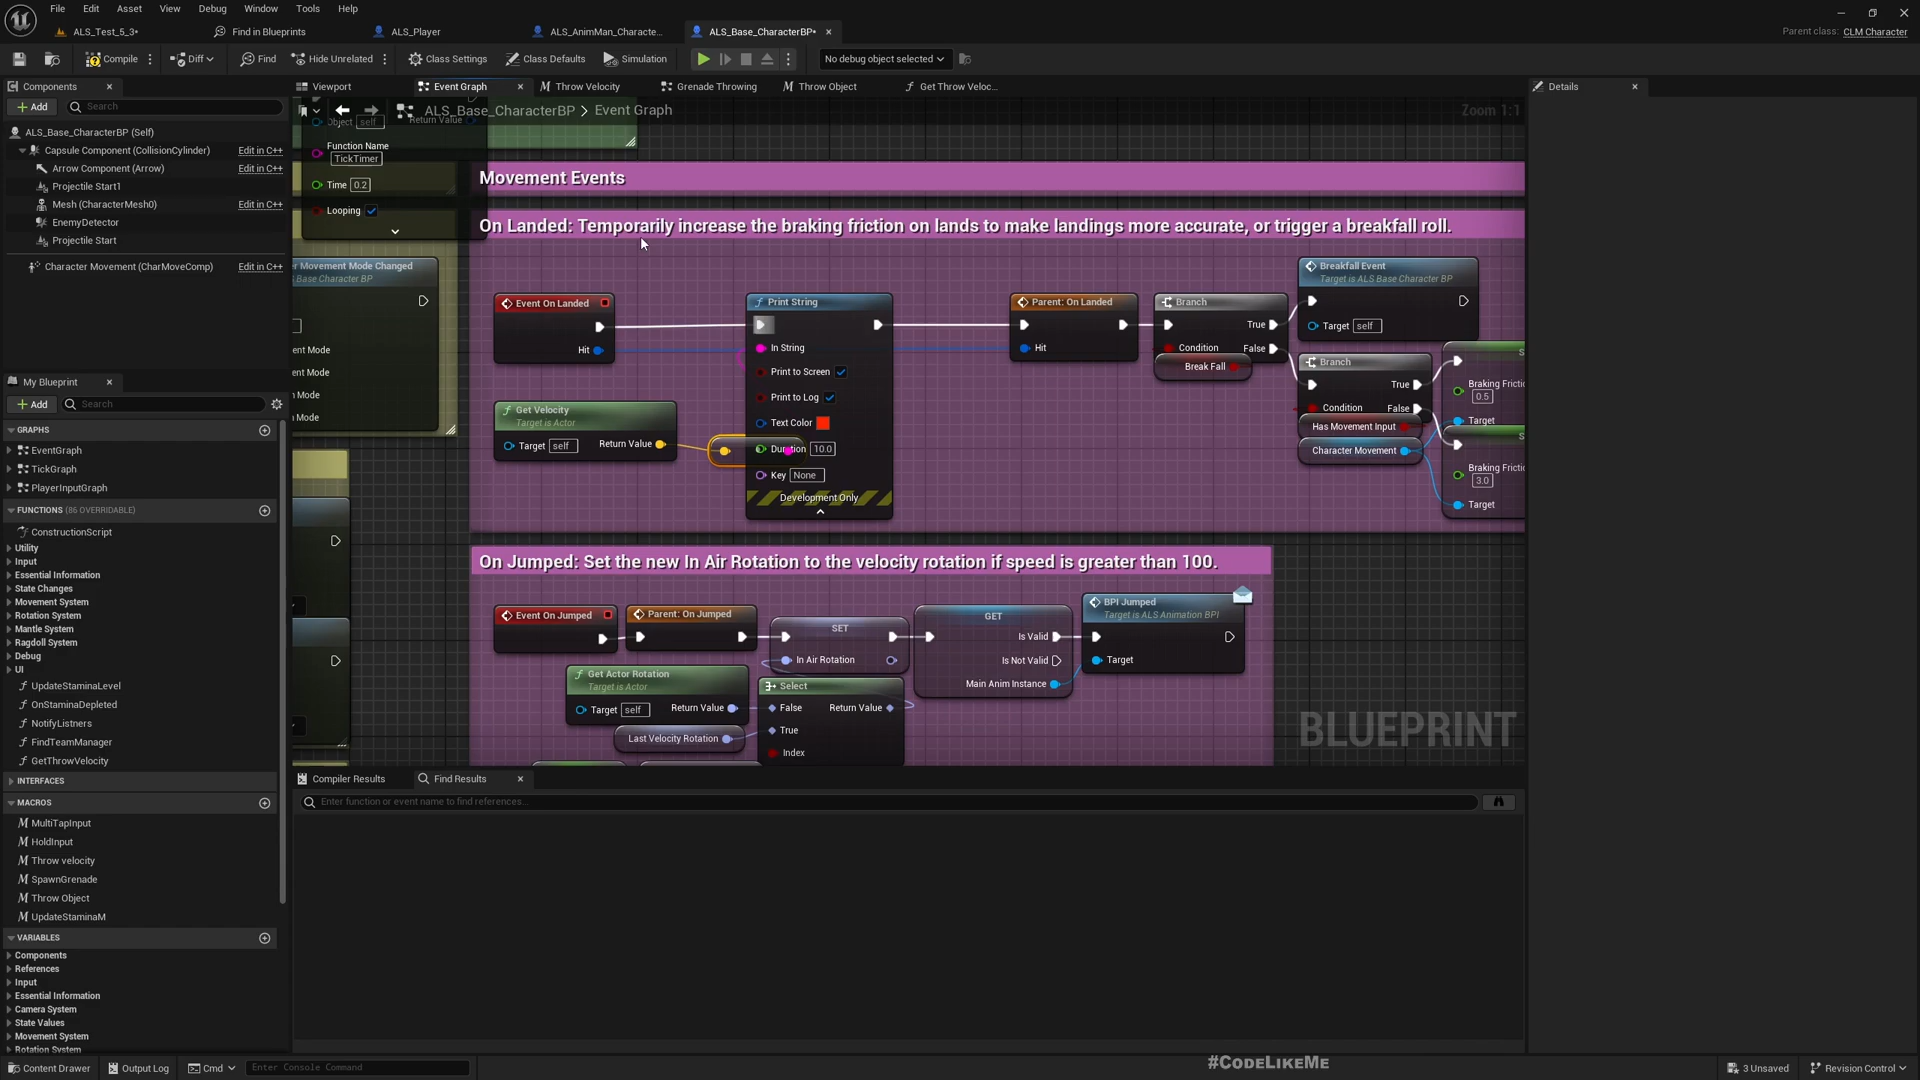 File Edit Asset View Debug Window Tools Help
ALS_Test_5_3* Find in Blueprints ALS_Player ALS_AnimMan_Characte... ALS_Base_CharacterBP*
Parent class: CLM Character
Compile Diff Find Hide Unrelated Class Settings Class Defaults Simulation No debug object selected
Components
Add Search
ALS_Base_CharacterBP (Self)
Capsule Component (CollisionCylinder) Edit in C++
Arrow Component (Arrow) Edit in C++
Projectile Start1
Mesh (CharacterMesh0) Edit in C++
EnemyDetector
Projectile Start
Character Movement (CharMoveComp) Edit in C++
My Blueprint
Add Search
GRAPHS
EventGraph
TickGraph
PlayerInputGraph
FUNCTIONS (86 OVERRIDABLE)
ConstructionScript
Utility
Input
Essential Information
State Changes
Movement System
Rotation System
Mantle System
Ragdoll System
Debug
UI
UpdateStaminaLevel
OnStaminaDepleted
NotifyListners
FindTeamManager
GetThrowVelocity
INTERFACES
MACROS
MultiTapInput
HoldInput
Throw velocity
SpawnGrenade
Throw Object
UpdateStaminaM
VARIABLES
Components
References
Input
Essential Information
Camera System
State Values
Movement System
Rotation System
Viewport Event Graph Throw Velocity Grenade Throwing Throw Object Get Throw Veloc...
ALS_Base_CharacterBP > Event Graph
Zoom 1:1
Object self Return Value
Function Name
TickTimer
Time 0.2
Looping
Movement Events
On Landed: Temporarily increase the braking friction on lands to make landings more accurate, or trigger a breakfall roll.
r Movement Mode Changed
Base Character BP
ent Mode
ent Mode
n Mode
n Mode
Event On Landed
Hit
Get Velocity
Target is Actor
Target self Return Value
Print String
In String
Print to Screen
Print to Log
Text Color
Duration 10.0
Key None
Development Only
Parent: On Landed
Hit
Branch
True
Condition False
Break Fall
Breakfall Event
Target is ALS Base Character BP
Target self
Branch
True
Condition False
Has Movement Input
Character Movement
Braking Frictio
0.5
Target
Braking Frictio
3.0
Target
On Jumped: Set the new In Air Rotation to the velocity rotation if speed is greater than 100.
Event On Jumped
Parent: On Jumped
SET
In Air Rotation
GET
Is Valid
Is Not Valid
Main Anim Instance
BPI Jumped
Target is ALS Animation BPI
Target
Get Actor Rotation
Target is Actor
Target self Return Value
Last Velocity Rotation
Select
False Return Value
True
Index
BLUEPRINT
Compiler Results Find Results
Enter function or event name to find references...
Details
#CodeLikeMe
Content Drawer Output Log Cmd Enter Console Command
3 Unsaved Revision Control